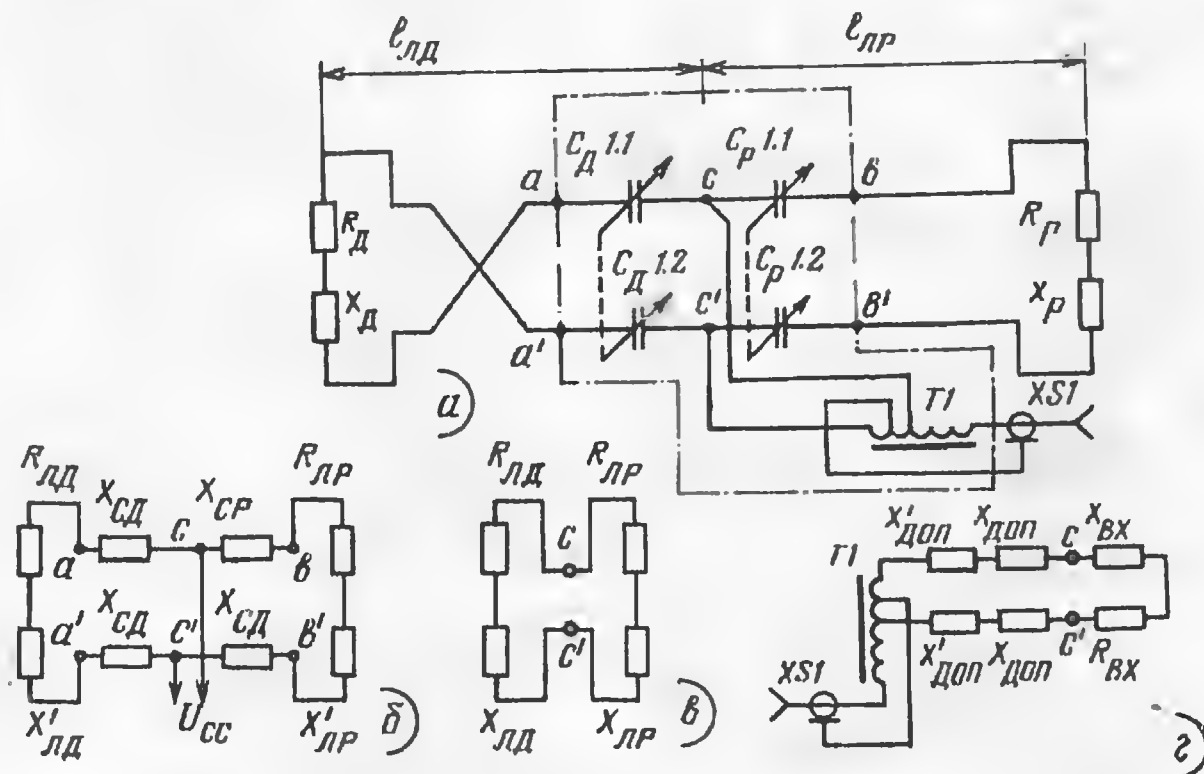 ℓЛД ℓЛР
CД 1.1 CР 1.1
a c в
RД RГ
CД 1.2 CР 1.2
XД XР
a' c' в'
а) T1 XS1
RЛД XСД XСР RЛР
a c в
XСД XСД
a' c' в'
X'ЛД Ucc X'ЛР б)
RЛД RЛР
c
c'
XЛД XЛР в)
X'ДОП XДОП c XВХ
T1
X'ДОП XДОП c' RВХ
XS1
г)